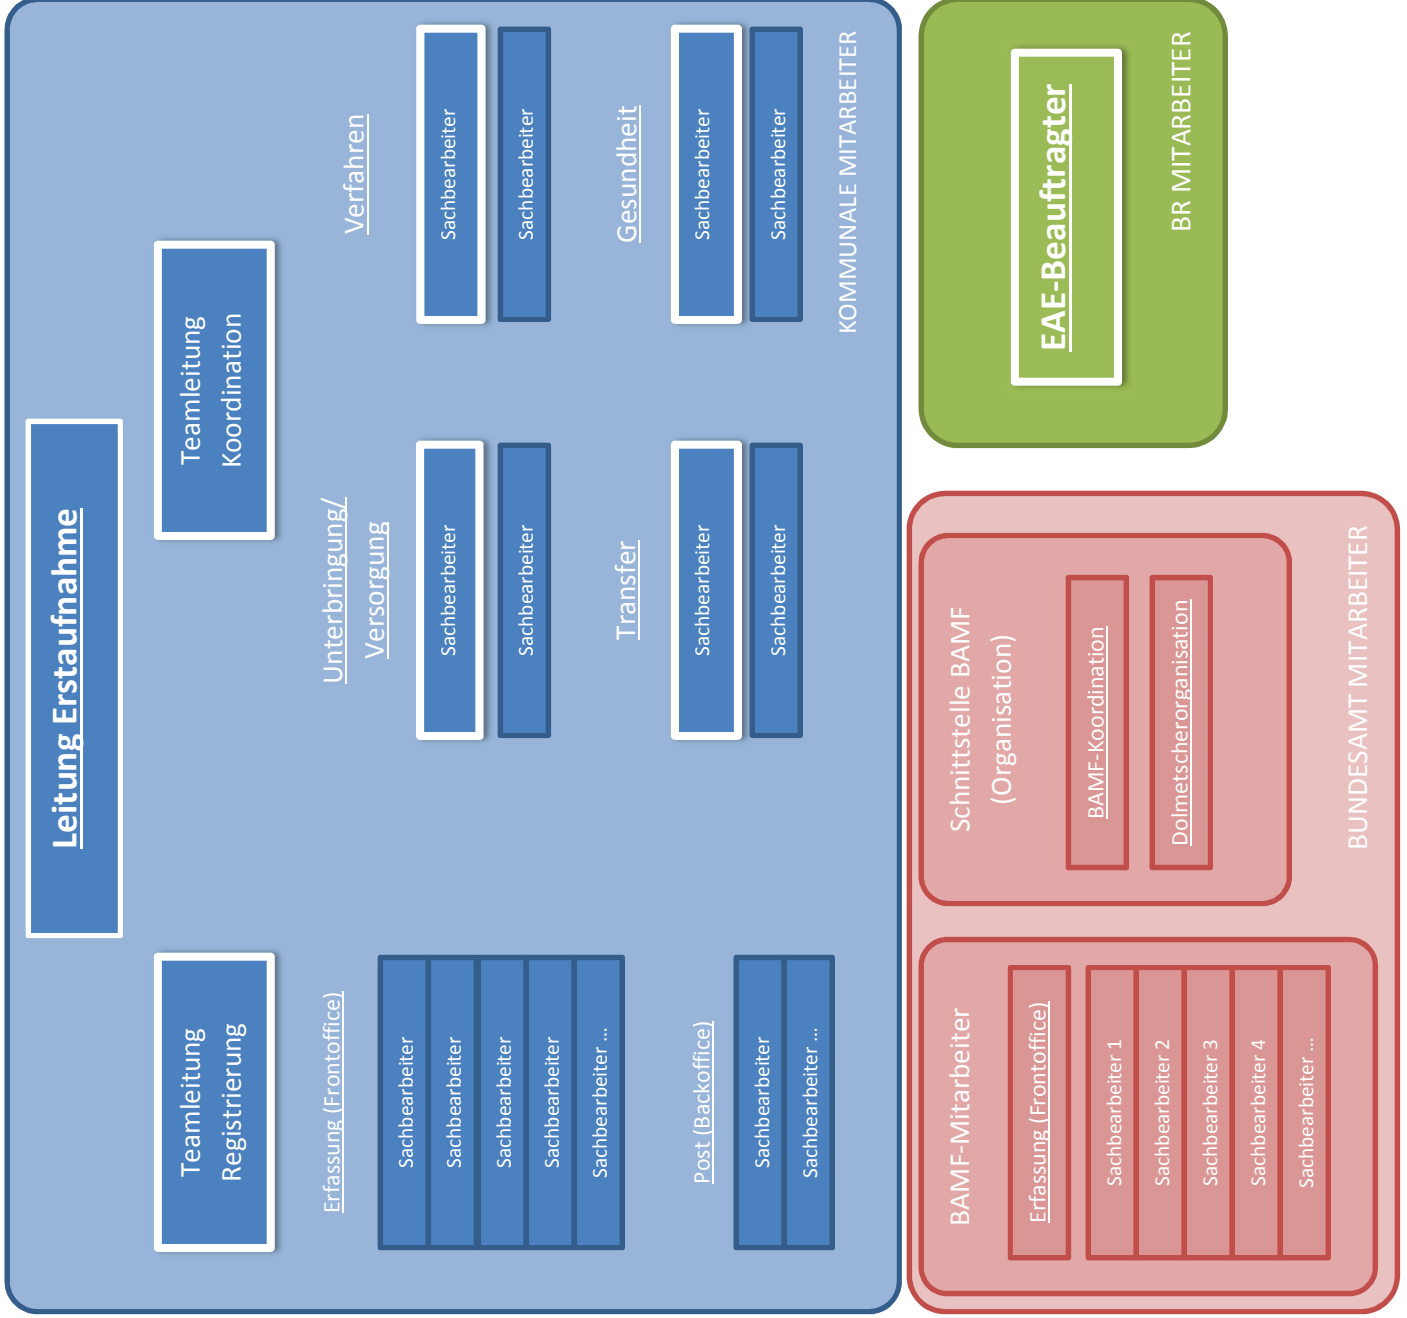 Leitung Erstaufnahme
Teamleitung
Registrierung
Teamleitung
Koordination
Erfassung (Frontoffice)
Sachbearbeiter
Sachbearbeiter
Sachbearbeiter
Sachbearbeiter
Sachbearbeiter ...
Post (Backoffice)
Sachbearbeiter
Sachbearbeiter ...
Unterbringung/
Versorgung
Sachbearbeiter
Sachbearbeiter
Verfahren
Sachbearbeiter
Sachbearbeiter
Transfer
Sachbearbeiter
Sachbearbeiter
Gesundheit
Sachbearbeiter
Sachbearbeiter
KOMMUNALE MITARBEITER
BAMF-Mitarbeiter
Erfassung (Frontoffice)
Sachbearbeiter 1
Sachbearbeiter 2
Sachbearbeiter 3
Sachbearbeiter 4
Sachbearbeiter ...
Schnittstelle BAMF
(Organisation)
BAMF-Koordination
Dolmetscherorganisation
BUNDESAMT MITARBEITER
EAE-Beauftragter
BR MITARBEITER